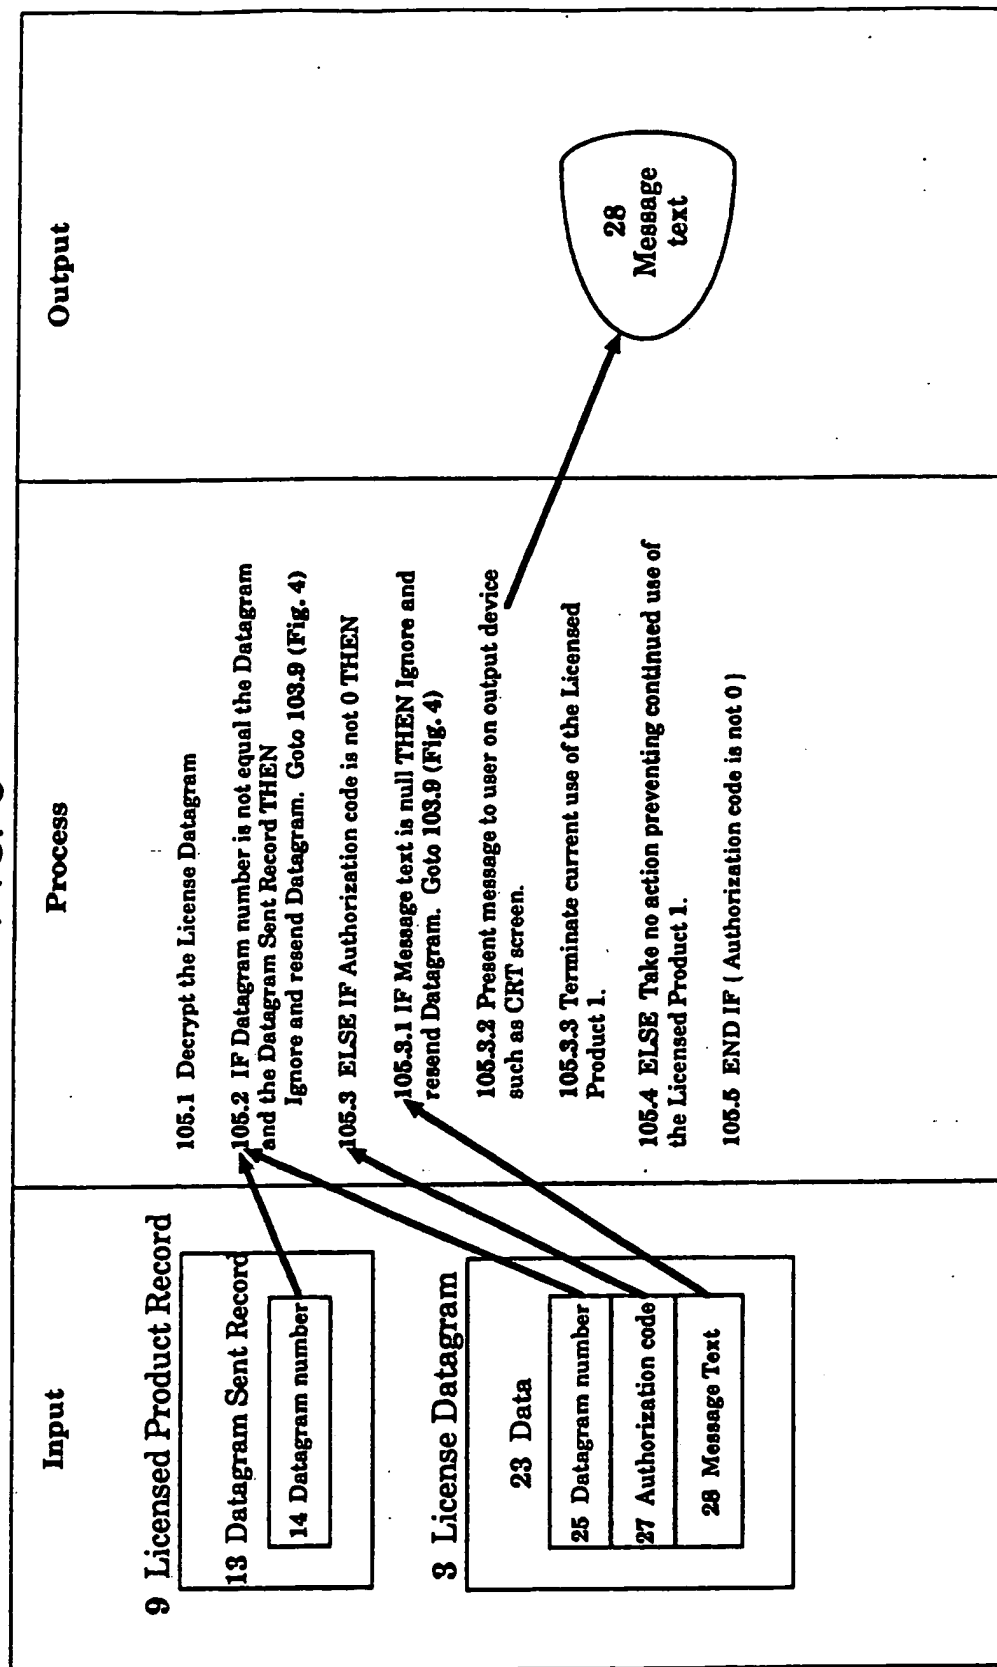 Input
Process
Output
9 Licensed Product Record
13 Datagram Sent Record
14 Datagram number
3 License Datagram
23 Data
25 Datagram number
27 Authorization code
28 Message Text
105.1 Decrypt the License Datagram
105.2 IF Datagram number is not equal the Datagram
and the Datagram Sent Record THEN
Ignore and resend Datagram. Goto 103.9 (Fig. 4)
105.3 ELSE IF Authorization code is not 0 THEN
105.3.1 IF Message text is null THEN Ignore and
resend Datagram. Goto 103.9 (Fig. 4)
105.3.2 Present message to user on output device
such as CRT screen.
105.3.3 Terminate current use of the Licensed
Product 1.
105.4 ELSE Take no action preventing continued use of
the Licensed Product 1.
105.5 END IF ( Authorization code is not 0 )
28
Message
text